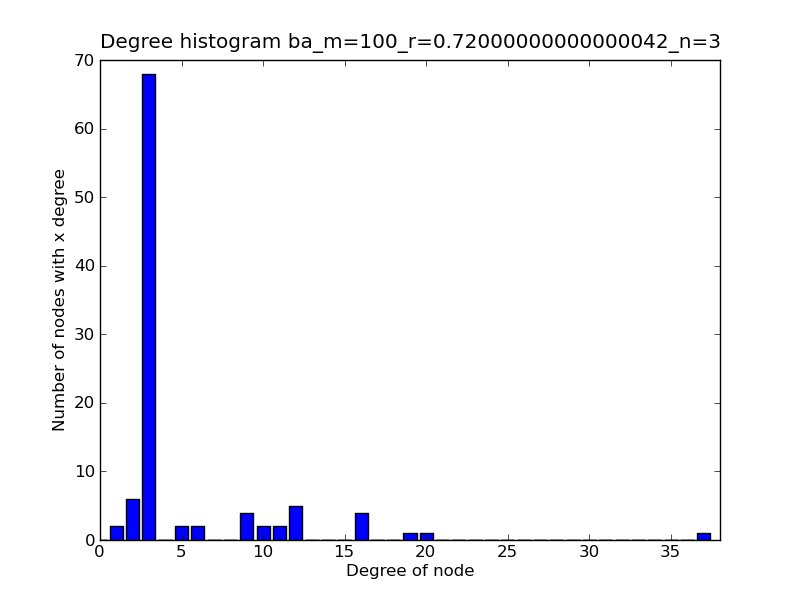 Degree histogram ba_m=100_r=0.72000000000000042_n=3
70
60
50
40
30
20
10
0
Number of nodes with x degree
0 5 10 15 20 25 30 35
Degree of node